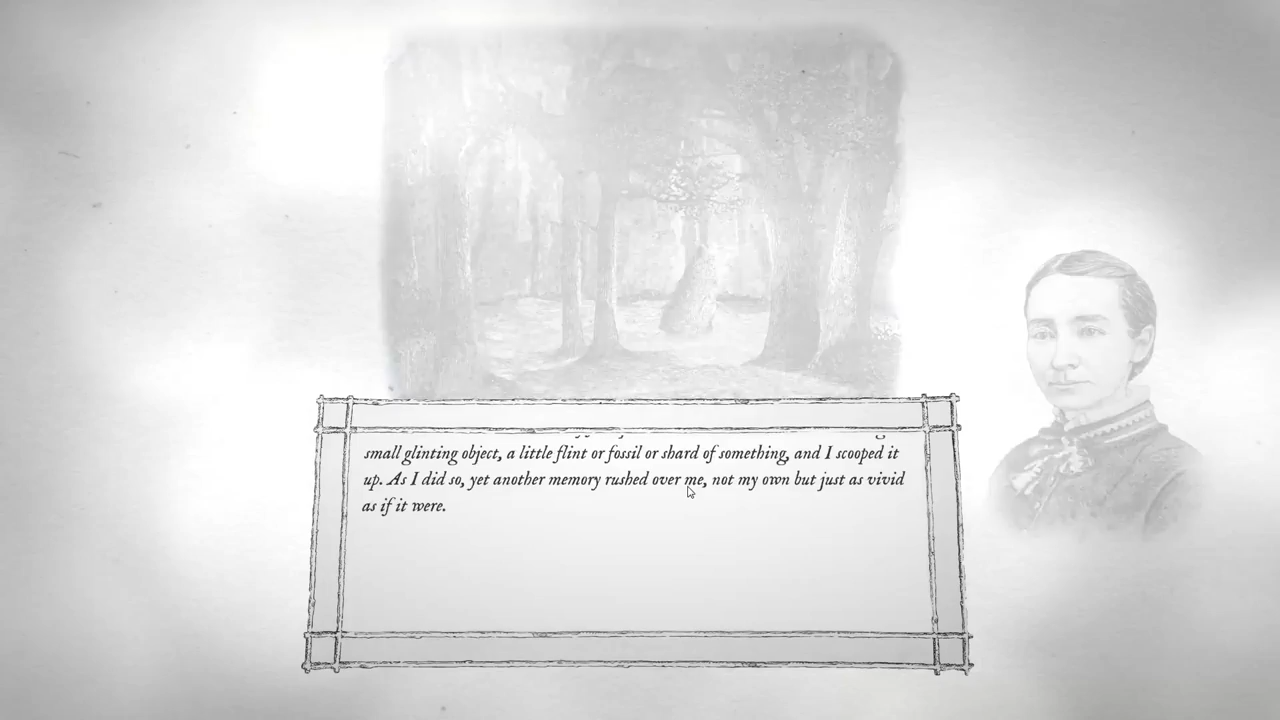 small glinting object, a little flint or fossil or shard of something, and I scooped it
up. As I did so, yet another memory rushed over me, not my own but just as vivid
as if it were.